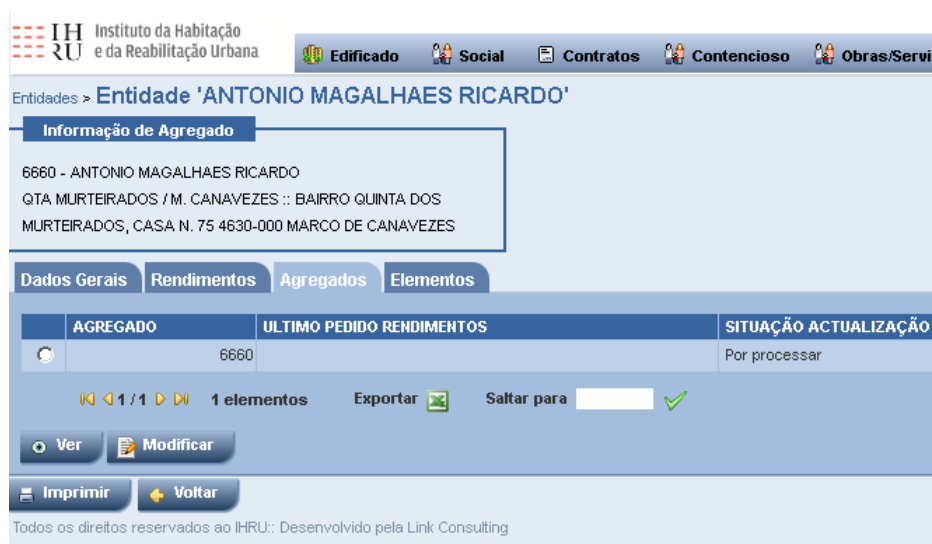 IHRU Instituto da Habitação
e da Reabilitação Urbana
Edificado Social Contratos Contencioso Obras/Servi
Entidades > Entidade 'ANTONIO MAGALHAES RICARDO'
Informação de Agregado
6660 - ANTONIO MAGALHAES RICARDO
QTA MURTEIRADOS / M. CANAVEZES :: BAIRRO QUINTA DOS
MURTEIRADOS, CASA N. 75 4630-000 MARCO DE CANAVEZES
Dados Gerais Rendimentos Agregados Elementos
AGREGADO ULTIMO PEDIDO RENDIMENTOS SITUAÇÃO ACTUALIZAÇÃO
6660 Por processar
1 / 1 1 elementos Exportar Saltar para
Ver Modificar
Imprimir Voltar
Todos os direitos reservados ao IHRU:: Desenvolvido pela Link Consulting